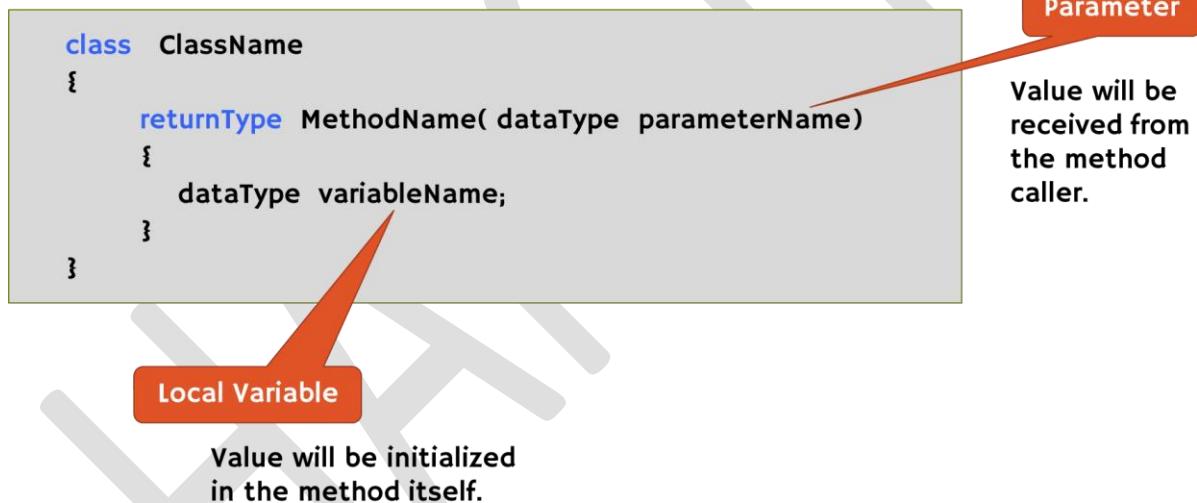 Parameter
class ClassName
{
returnType MethodName( dataType parameterName)
{
dataType variableName;
}
}
Value will be
received from
the method
caller.
Local Variable
Value will be initialized
in the method itself.